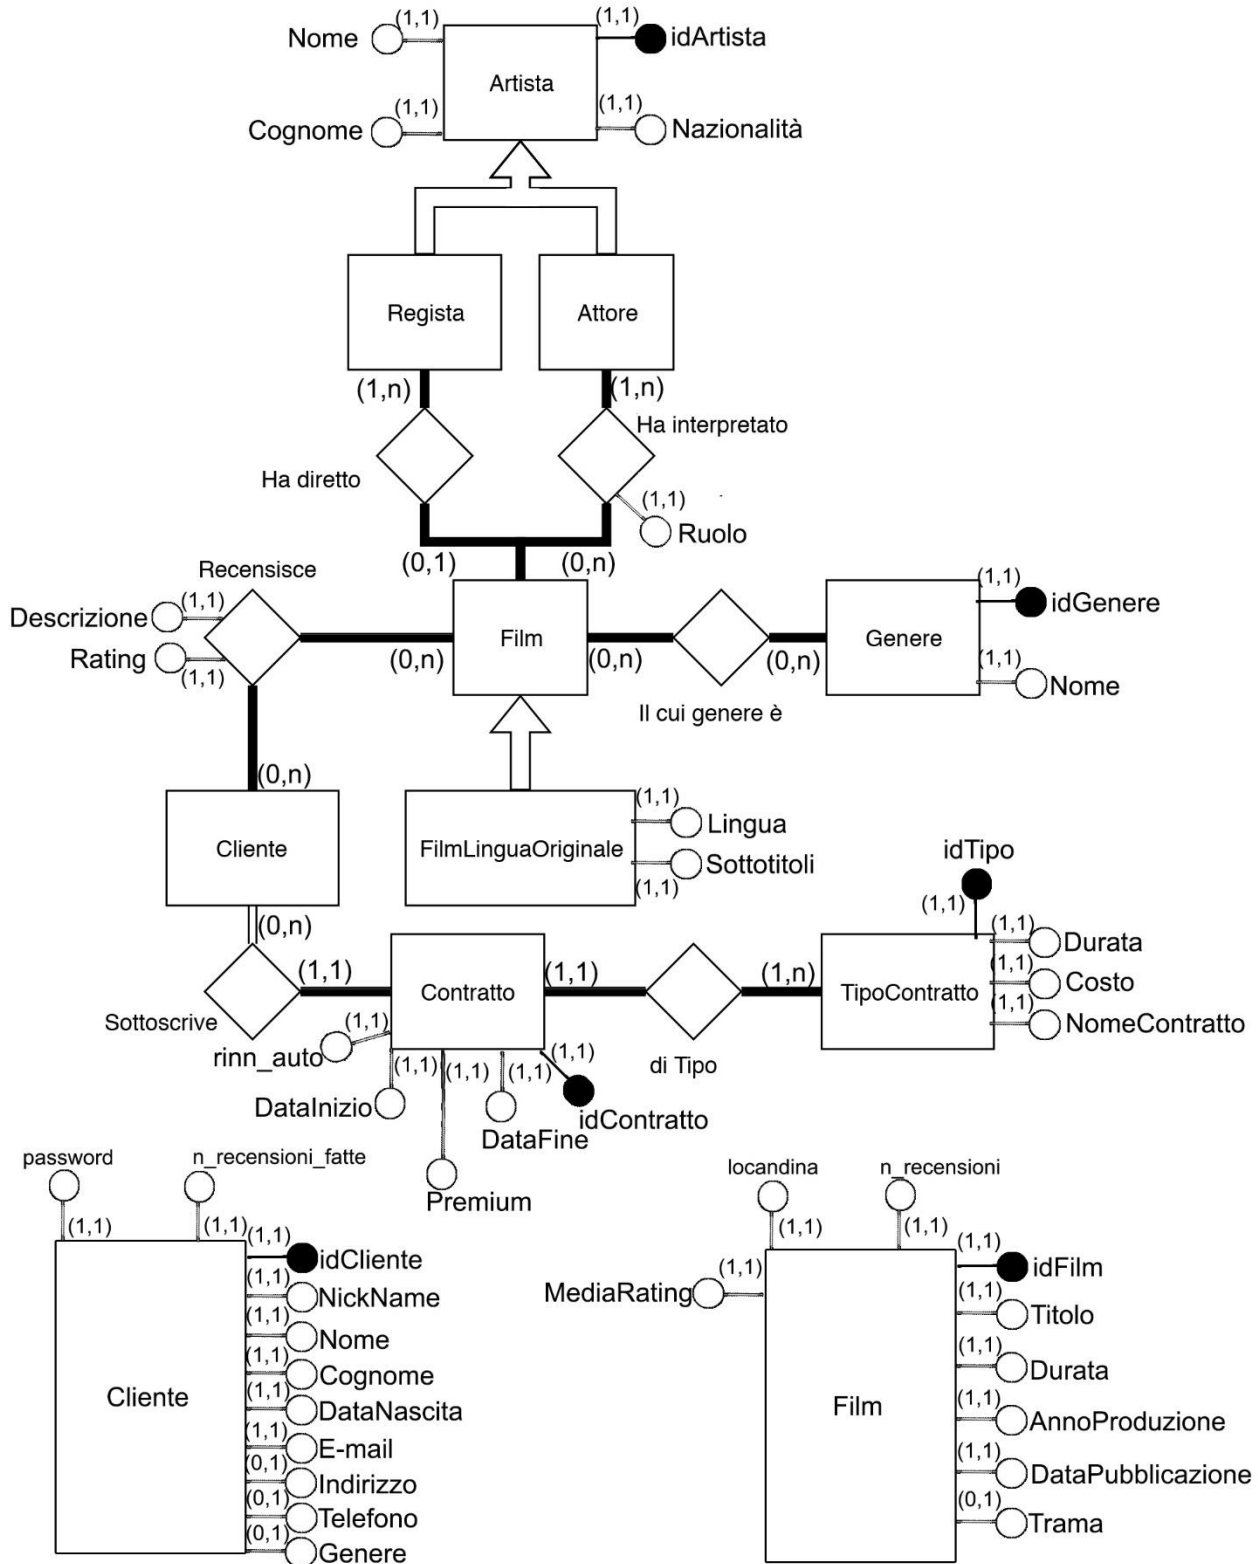 Nome (1,1) (1,1) idArtista
Artista
Cognome (1,1) (1,1) Nazionalità
Regista Attore
(1,n) (1,n)
Ha interpretato
Ha diretto
(1,1)
Ruolo
(0,1) (0,n)
Recensisce
Descrizione (1,1)
Rating (1,1)
(0,n) Film (0,n)
(0,n) Genere
(1,1) idGenere
(1,1) Nome
Il cui genere è
(0,n)
Cliente
FilmLinguaOriginale
(1,1) Lingua
Sottotitoli
(1,1)
idTipo
(1,1)
(0,n)
(1,1) Contratto (1,1)
(1,n) TipoContratto
(1,1) Durata
(1,1) Costo
(1,1) NomeContratto
Sottoscrive
di Tipo
(1,1)
rinn_auto
(1,1) (1,1) (1,1) (1,1)
DataInizio
idContratto
DataFine
Premium
password n_recensioni_fatte
(1,1) (1,1)
Cliente
(1,1) idCliente
(1,1) NickName
(1,1) Nome
(1,1) Cognome
(1,1) DataNascita
(1,1) E-mail
(0,1) Indirizzo
(0,1) Telefono
(0,1) Genere
locandina n_recensioni
(1,1) (1,1)
MediaRating (1,1)
Film
(1,1) idFilm
(1,1) Titolo
(1,1) Durata
(1,1) AnnoProduzione
(1,1) DataPubblicazione
(0,1) Trama